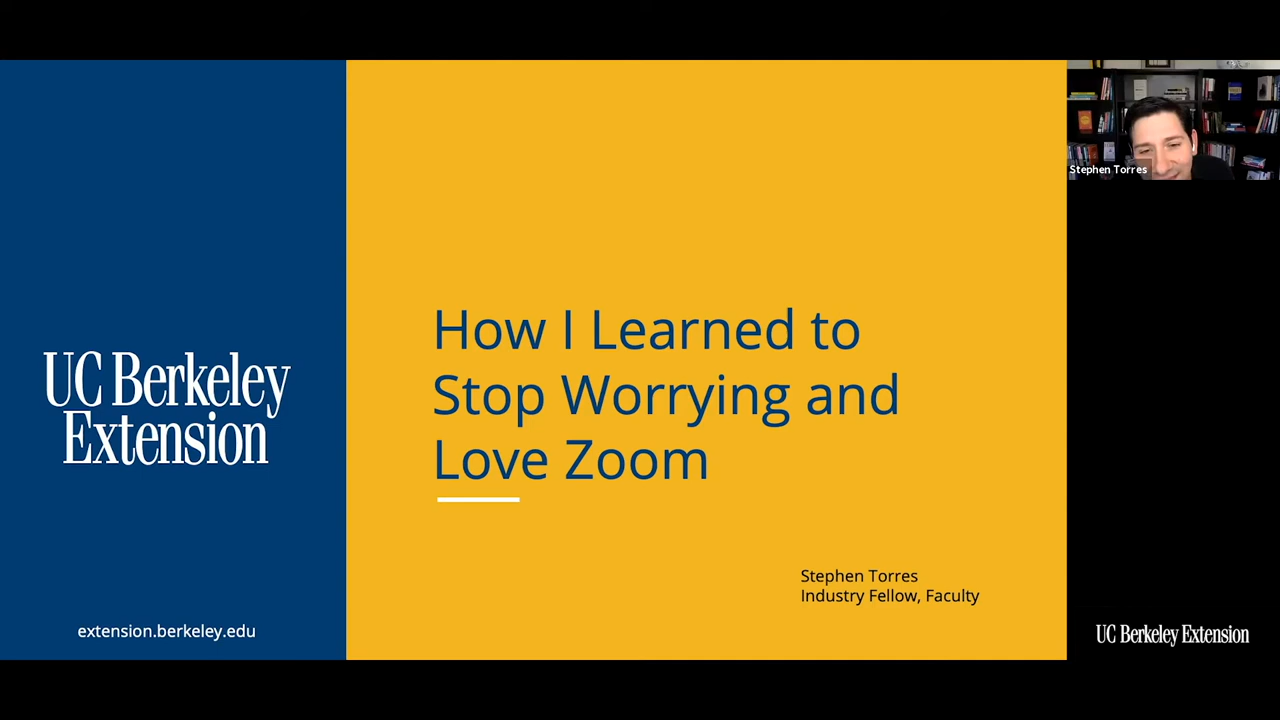 UC Berkeley
Extension
extension.berkeley.edu
How I Learned to
Stop Worrying and
Love Zoom
Stephen Torres
Industry Fellow, Faculty
Stephen Torres
UC Berkeley Extension